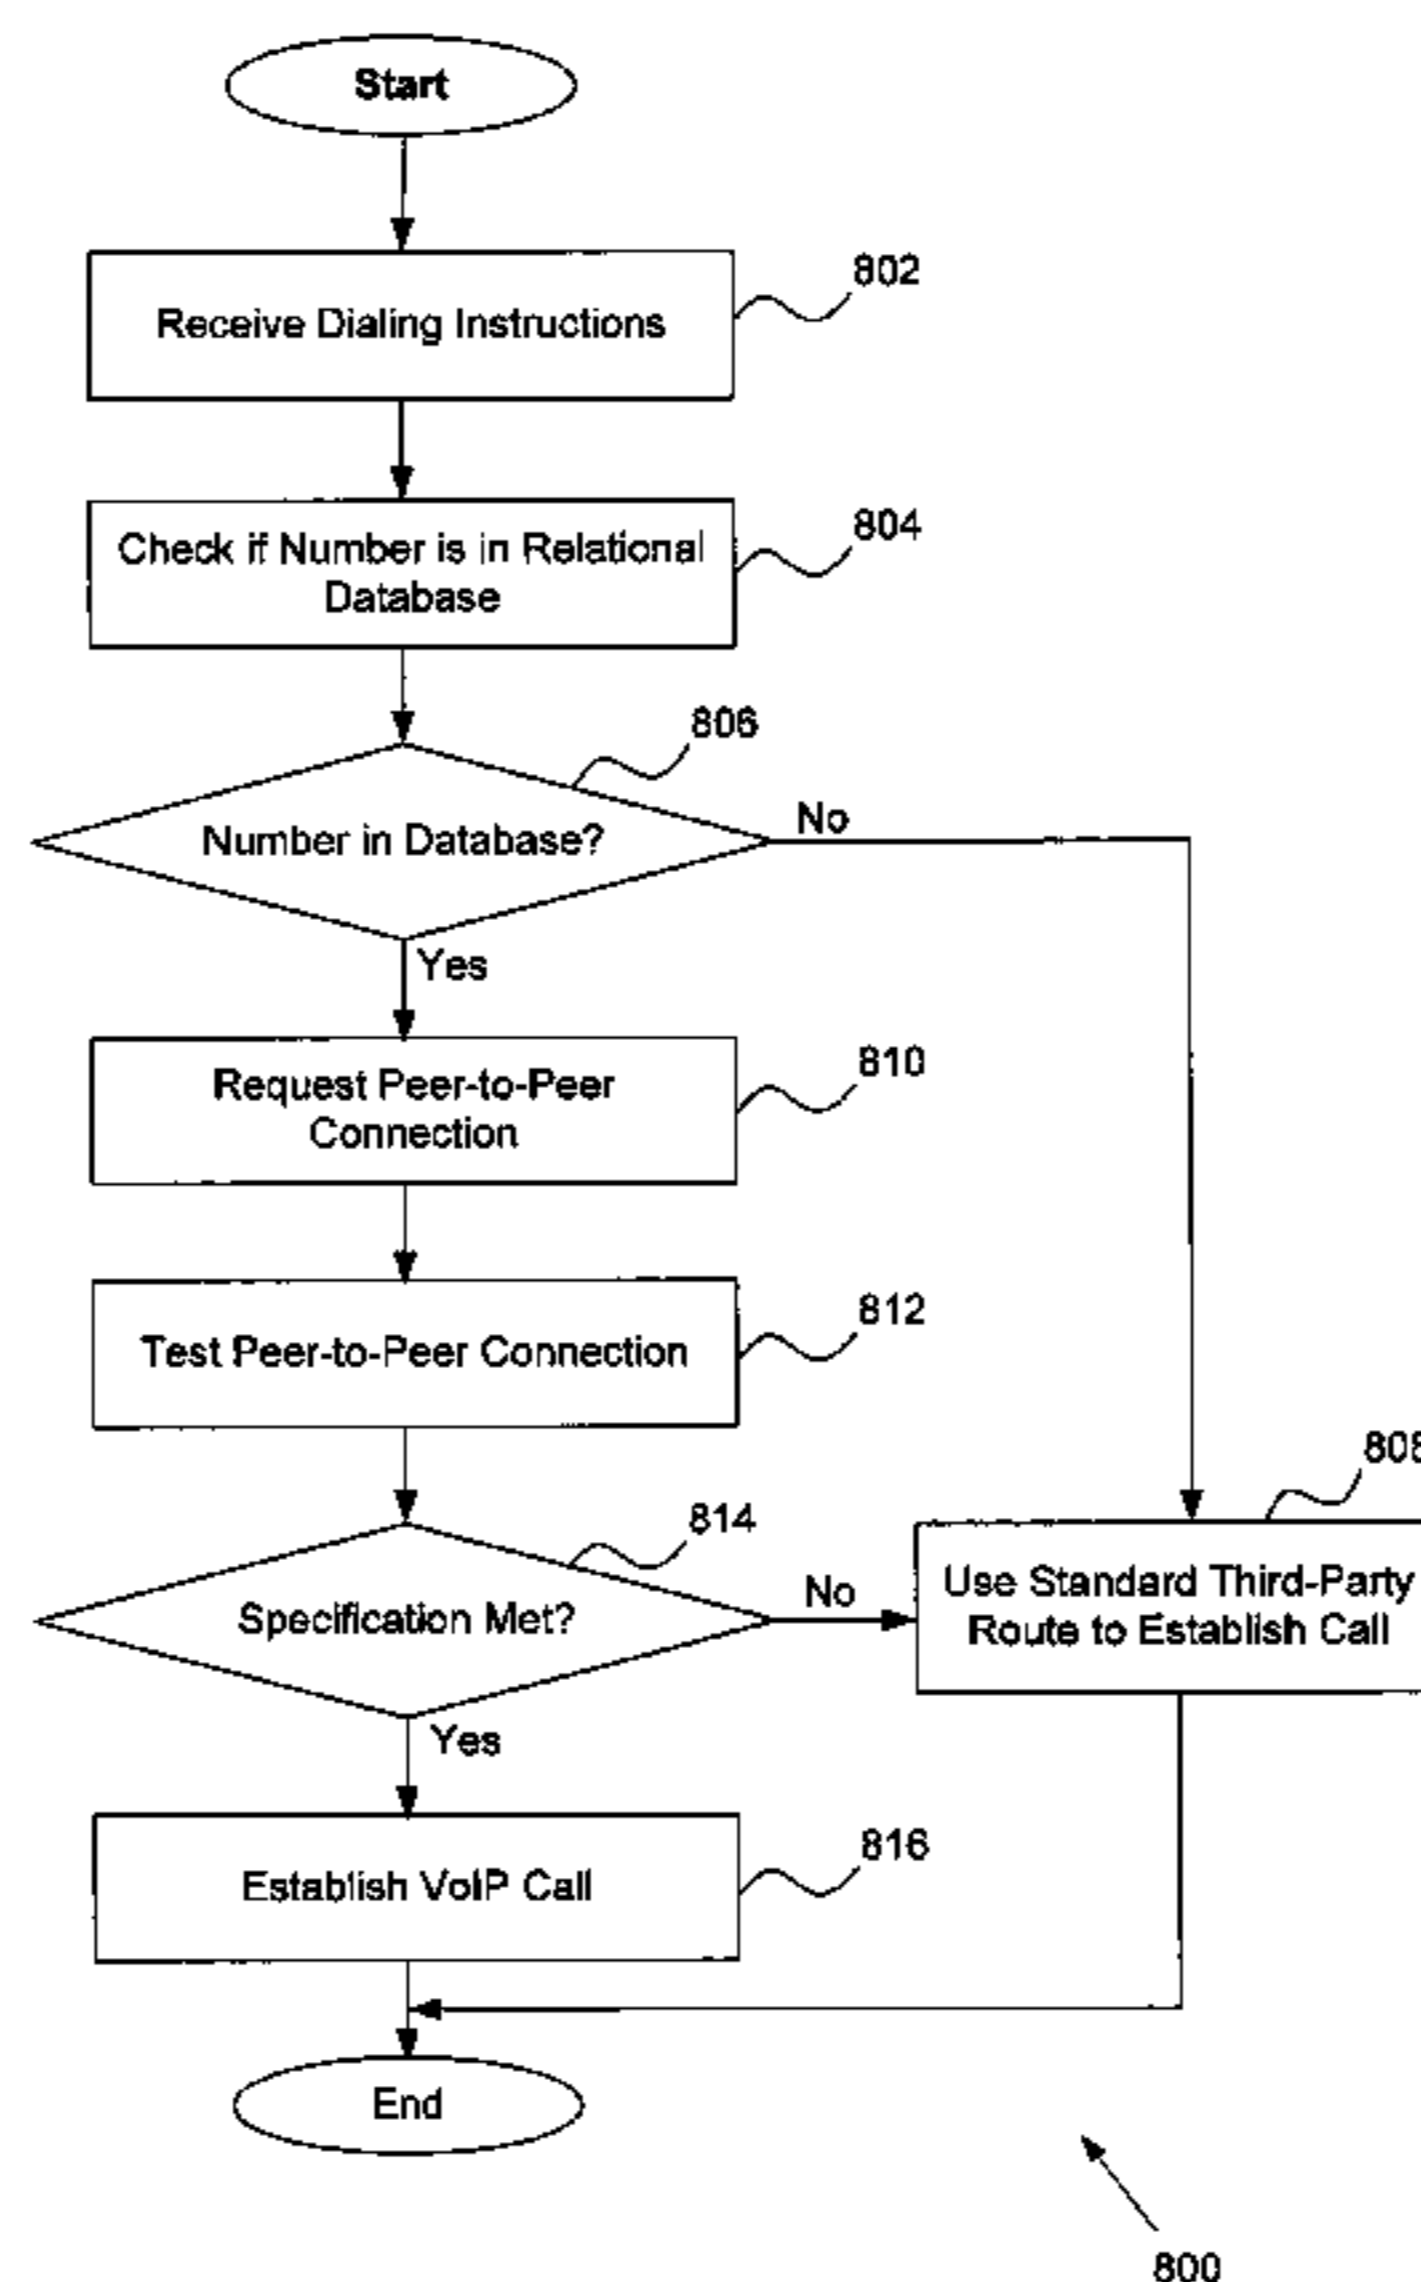 Start
802
Receive Dialing Instructions
804
Check if Number is in Relational
Database
806
Number in Database?
No
Yes
810
Request Peer-to-Peer
Connection
812
Test Peer-to-Peer Connection
808
814
Specification Met?
No
Use Standard Third-Party
Route to Establish Call
Yes
816
Establish VoIP Call
End
800